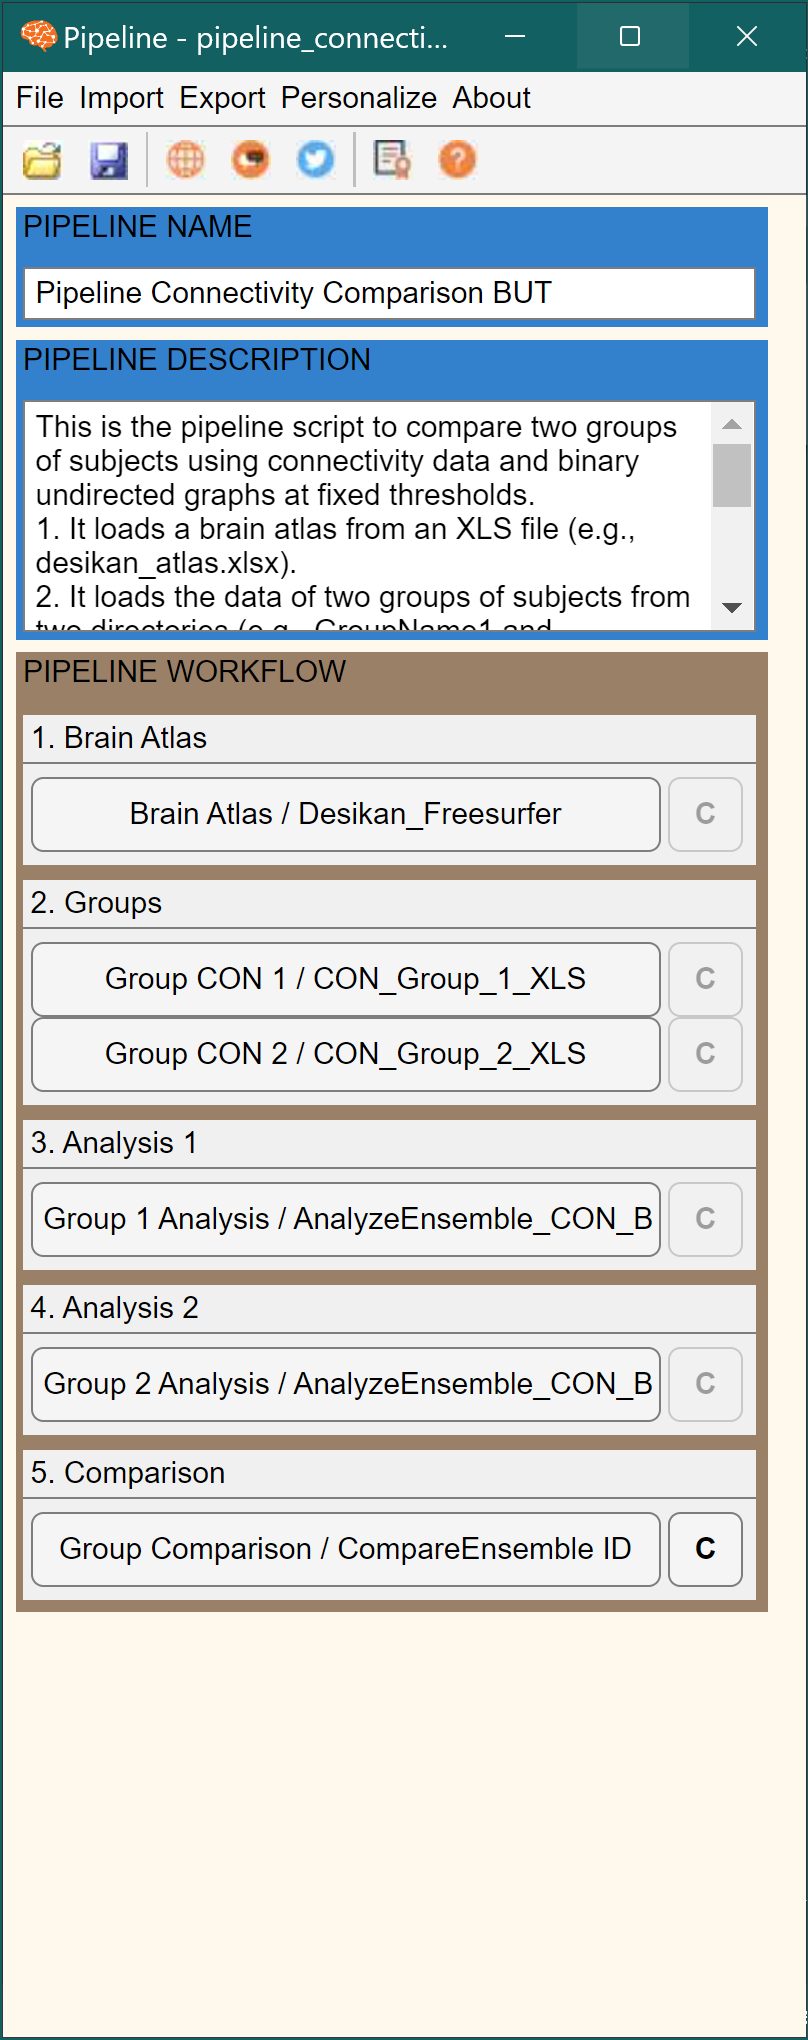 Pipeline - pipeline_connecti...
File Import Export Personalize About
PIPELINE NAME
Pipeline Connectivity Comparison BUT
PIPELINE DESCRIPTION
This is the pipeline script to compare two groups
of subjects using connectivity data and binary
undirected graphs at fixed thresholds.
1. It loads a brain atlas from an XLS file (e.g.,
desikan_atlas.xlsx).
2. It loads the data of two groups of subjects from
two directories (e.g., GroupName1 and
PIPELINE WORKFLOW
1. Brain Atlas
Brain Atlas / Desikan_Freesurfer C
2. Groups
Group CON 1 / CON_Group_1_XLS C
Group CON 2 / CON_Group_2_XLS C
3. Analysis 1
Group 1 Analysis / AnalyzeEnsemble_CON_B C
4. Analysis 2
Group 2 Analysis / AnalyzeEnsemble_CON_B C
5. Comparison
Group Comparison / CompareEnsemble ID C